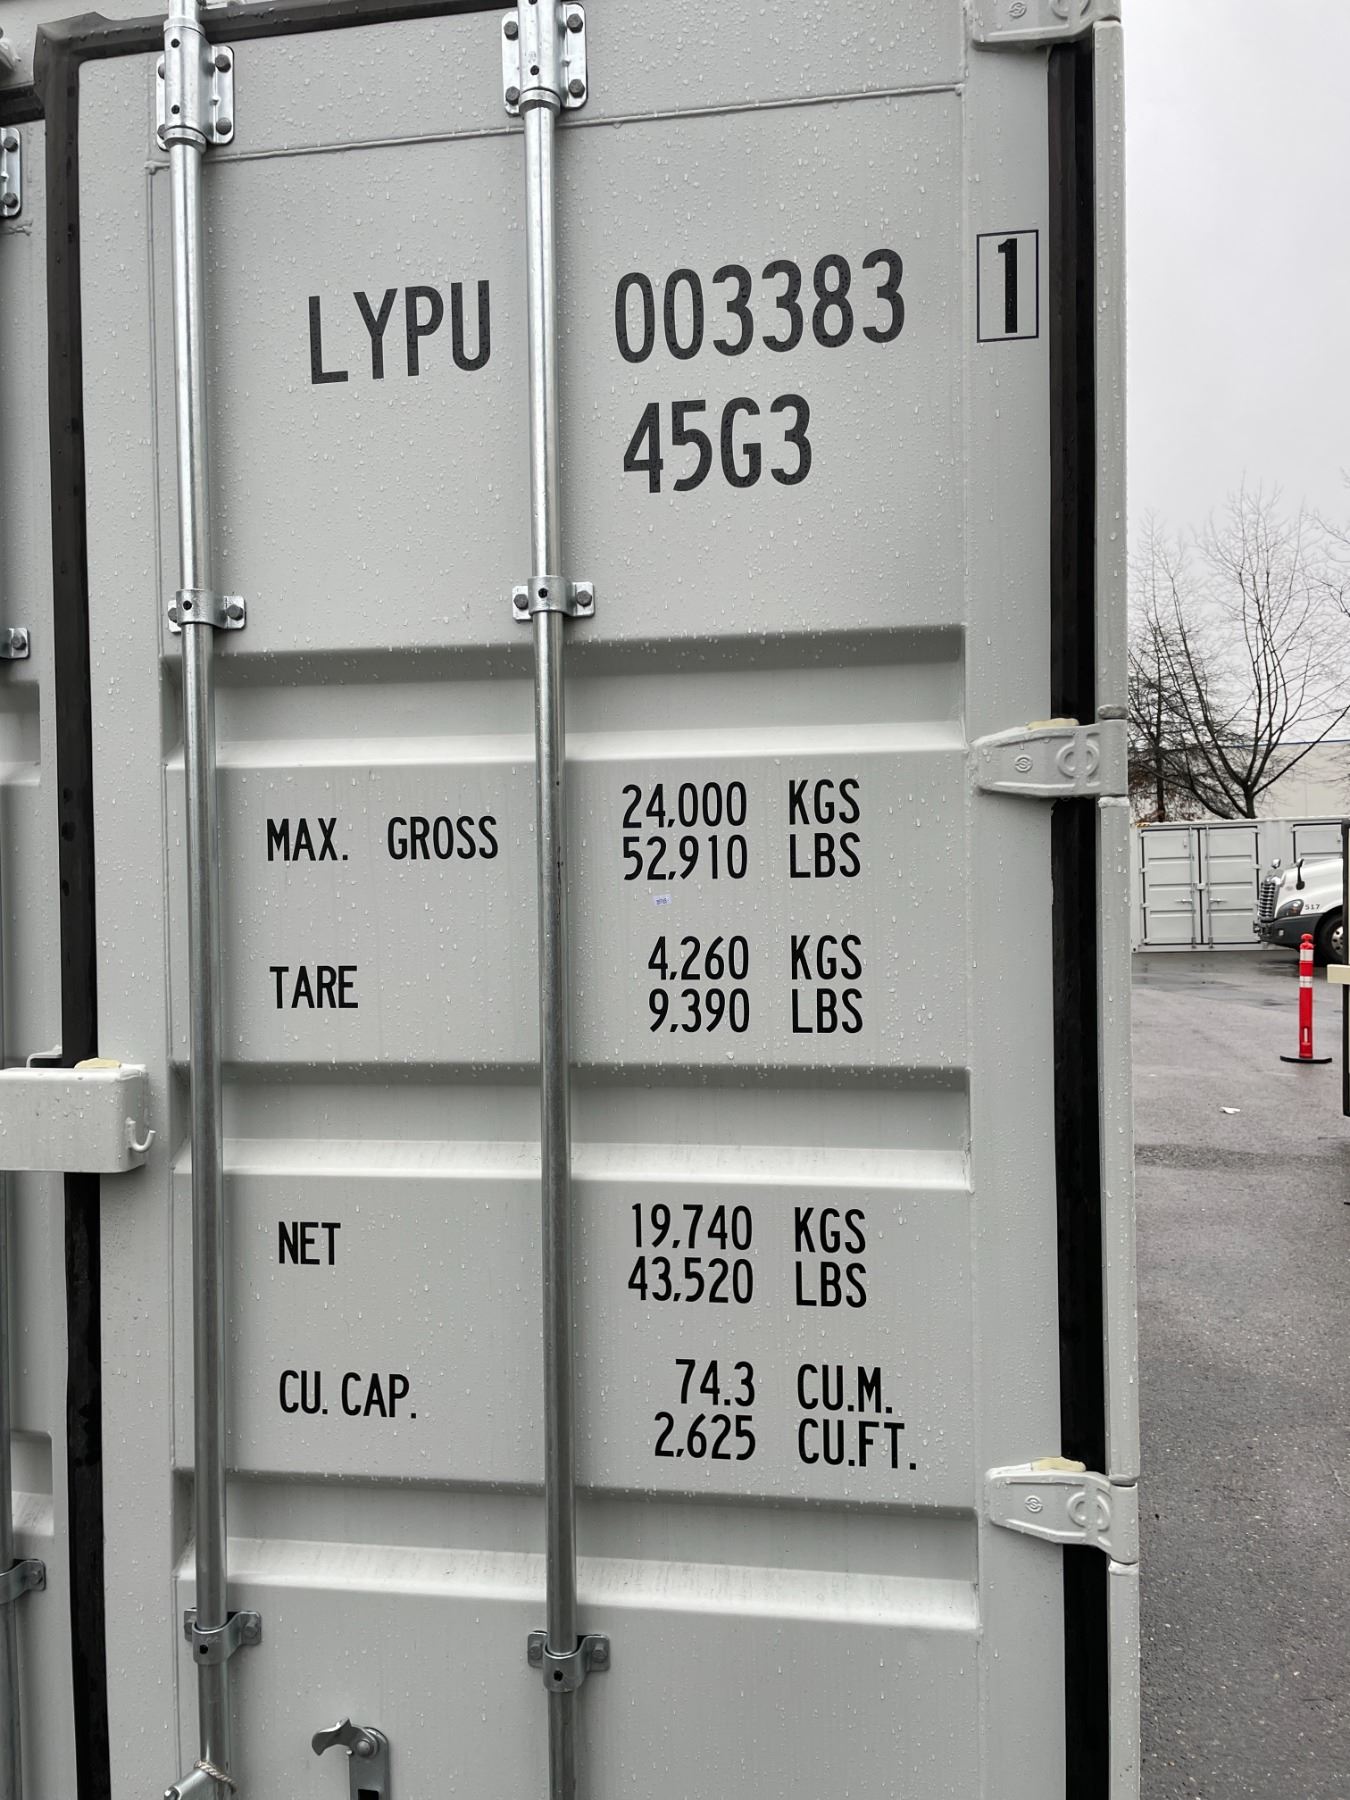 LYPU 003383 1
45G3
MAX. GROSS 24,000 KGS
52,910 LBS
TARE 4,260 KGS
9,390 LBS
NET 19,740 KGS
43,520 LBS
CU. CAP. 74.3 CU.M.
2,625 CU.FT.
517